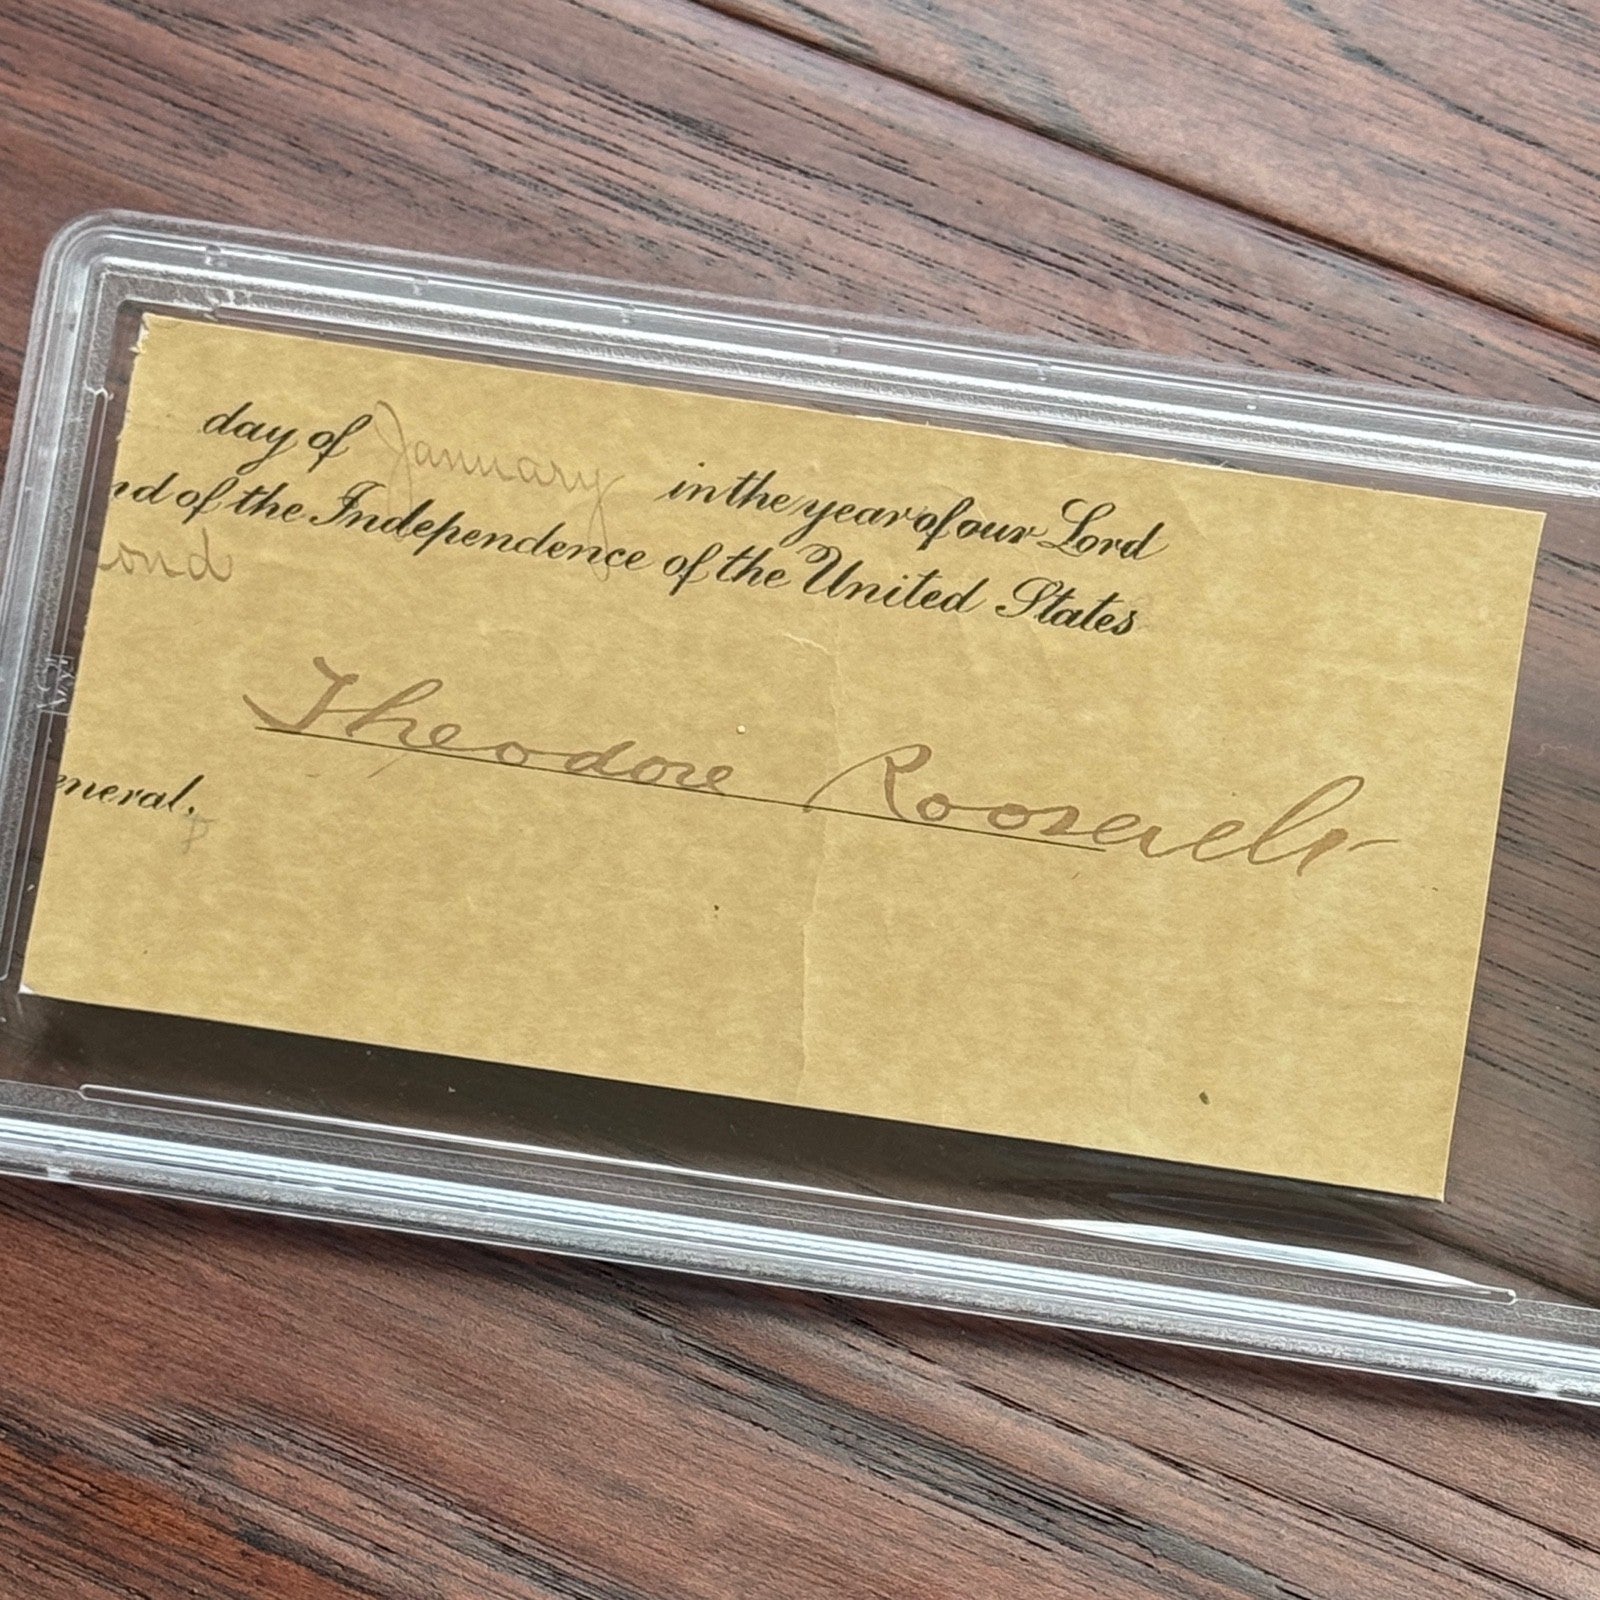 day of January in the year of our Lord
nd of the Independence of the United States
ond
Theodore Roosevelt
eneral.